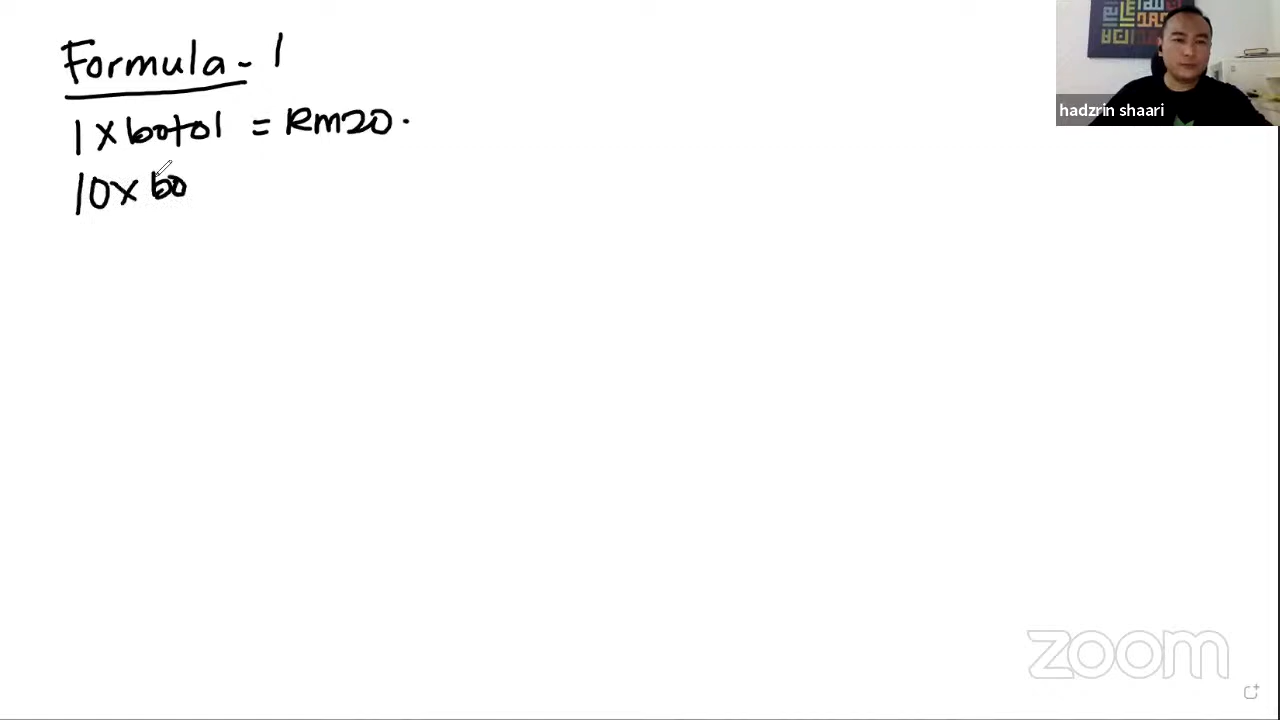 Formula - 1
1 x botol = RM20.
10 x bo
hadzrin shaari
zoom